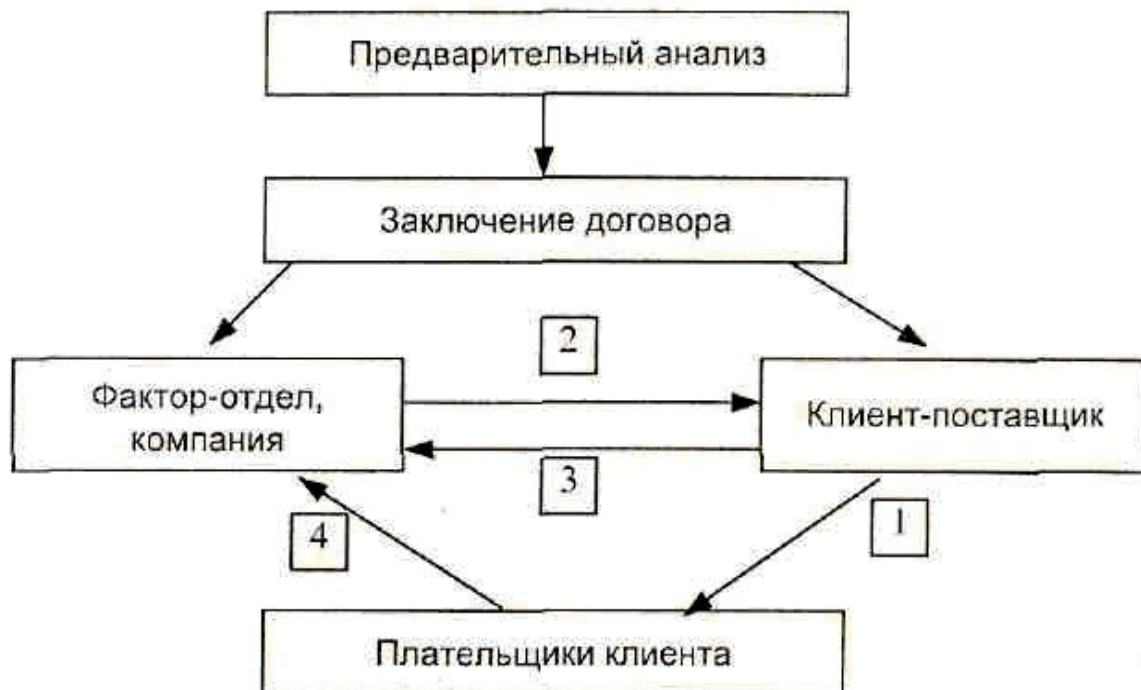 Предварительный анализ
Заключение договора
2
Фактор-отдел,
компания
Клиент-поставщик
3
4
1
Плательщики клиента